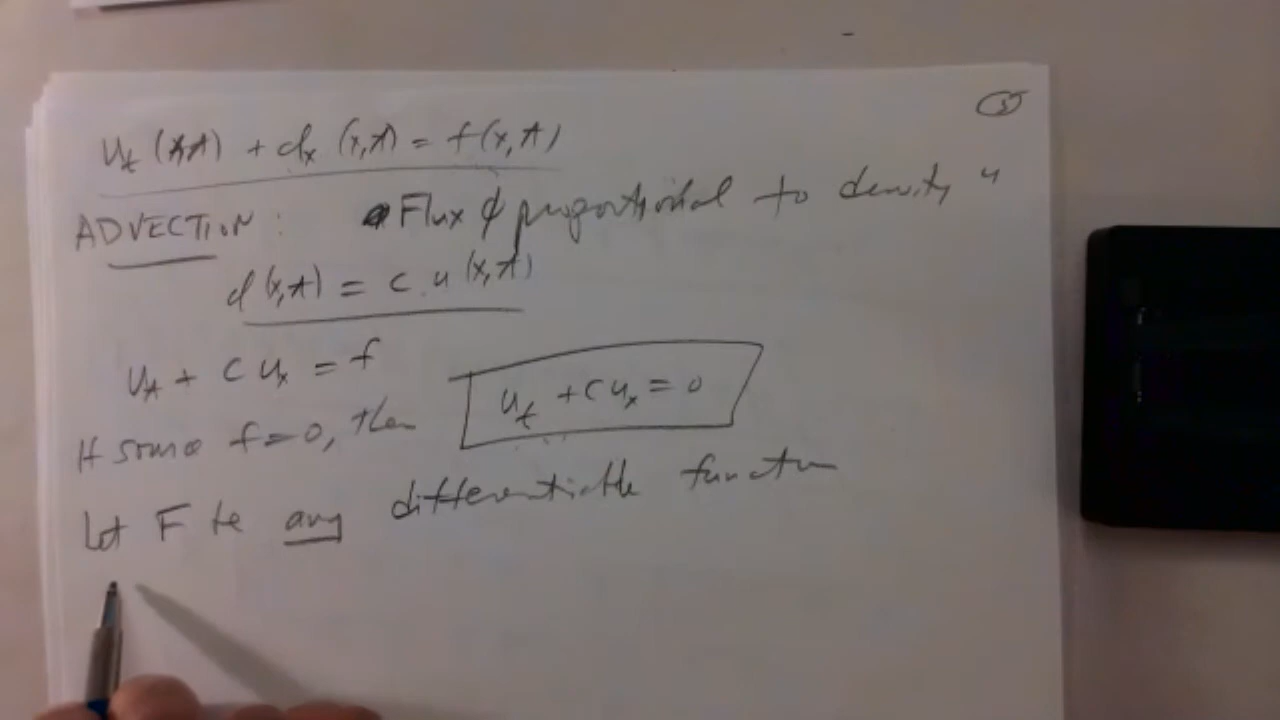 5
u_t (x,t) + ϕ_x (x,t) = f(x,t)
ADVECTION : Flux ϕ proportional to density u
ϕ(x,t) = c u(x,t)
u_t + c u_x = f
If some f=0, then u_t + c u_x = 0
Let F be any differentiable function